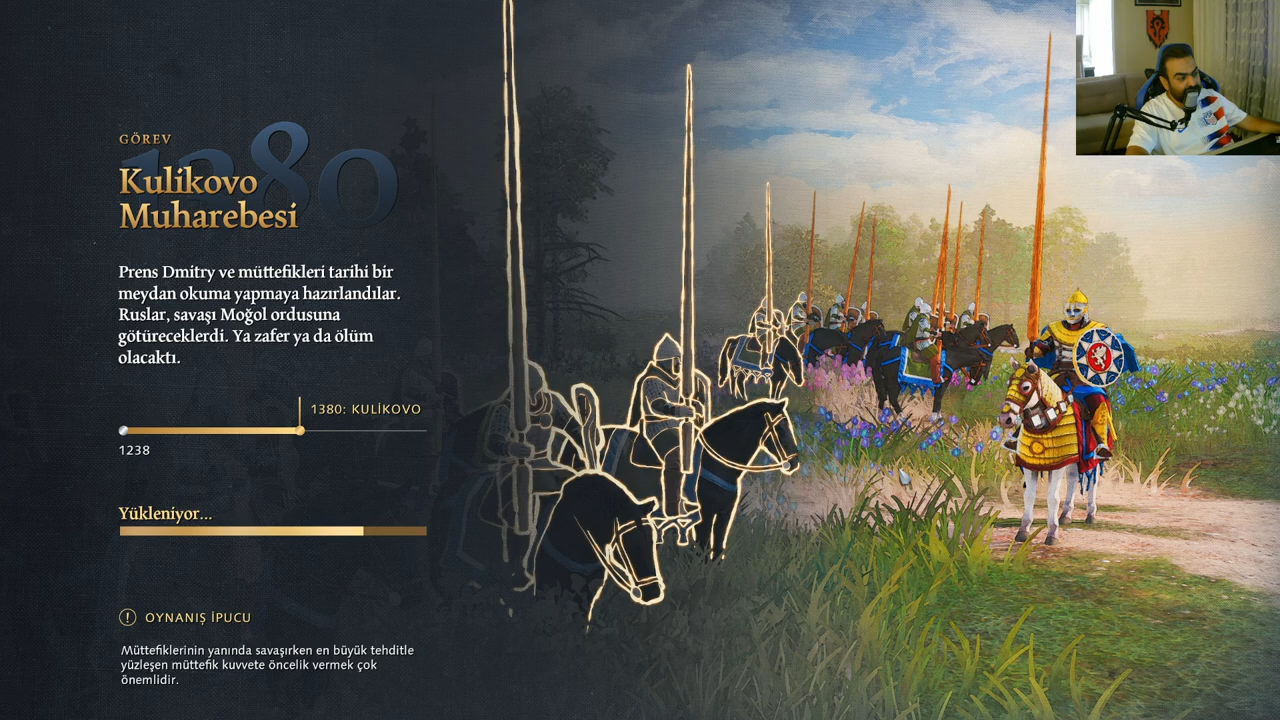 GÖREV
1380
Kulikovo
Muharebesi
Prens Dmitry ve müttefikleri tarihi bir
meydan okuma yapmaya hazırlandılar.
Ruslar, savaşı Moğol ordusuna
götüreceklerdi. Ya zafer ya da ölüm
olacaktı.
1380: KULİKOVO
1238
Yükleniyor...
OYNANIŞ İPUCU
Müttefiklerinin yanında savaşırken en büyük tehditle
yüzleşen müttefik kuvvete öncelik vermek çok
önemlidir.